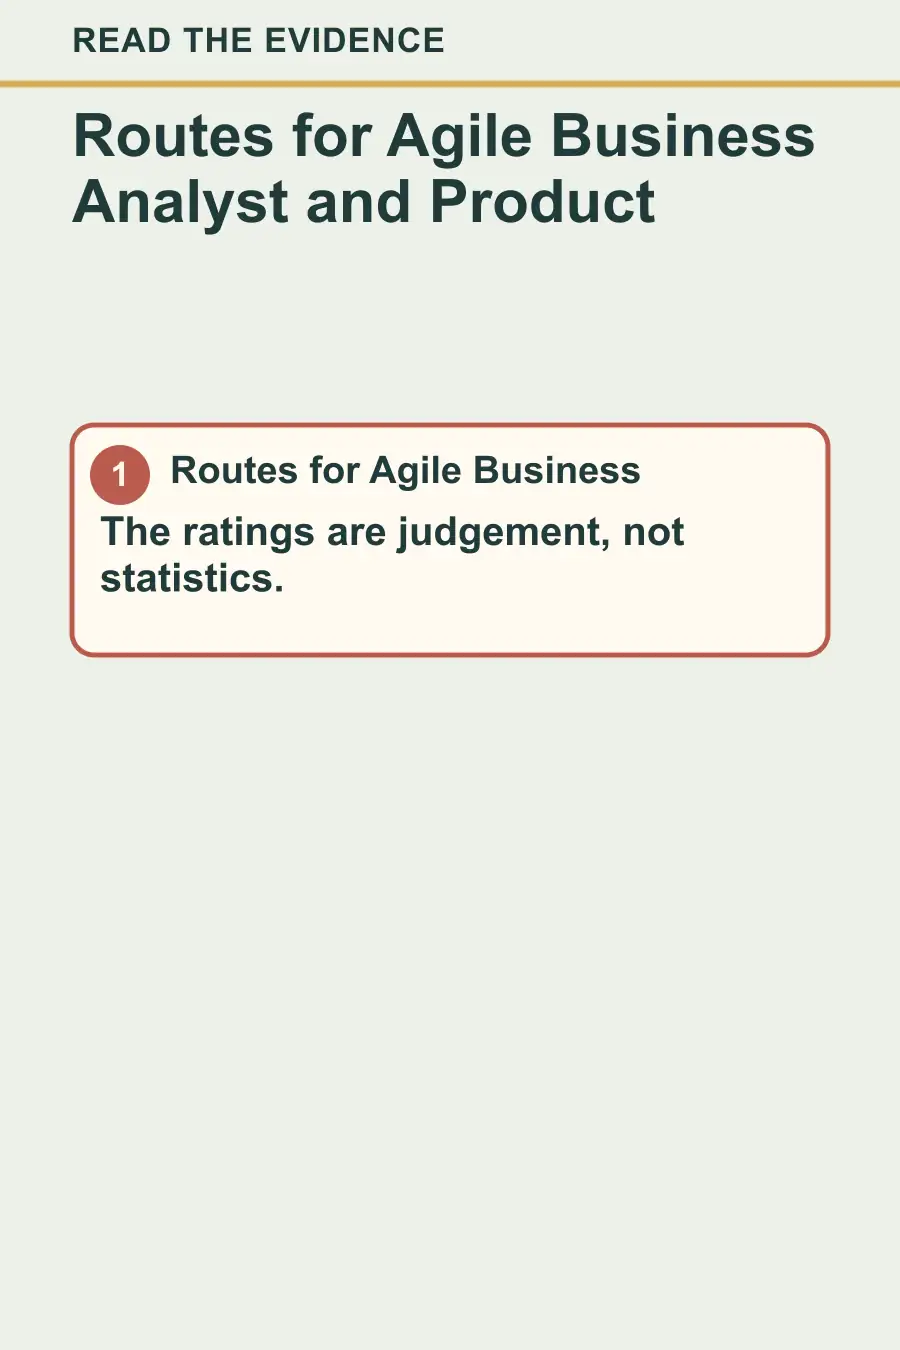 READ THE EVIDENCE
Routes for Agile Business
Analyst and Product
1 Routes for Agile Business
The ratings are judgement, not
statistics.